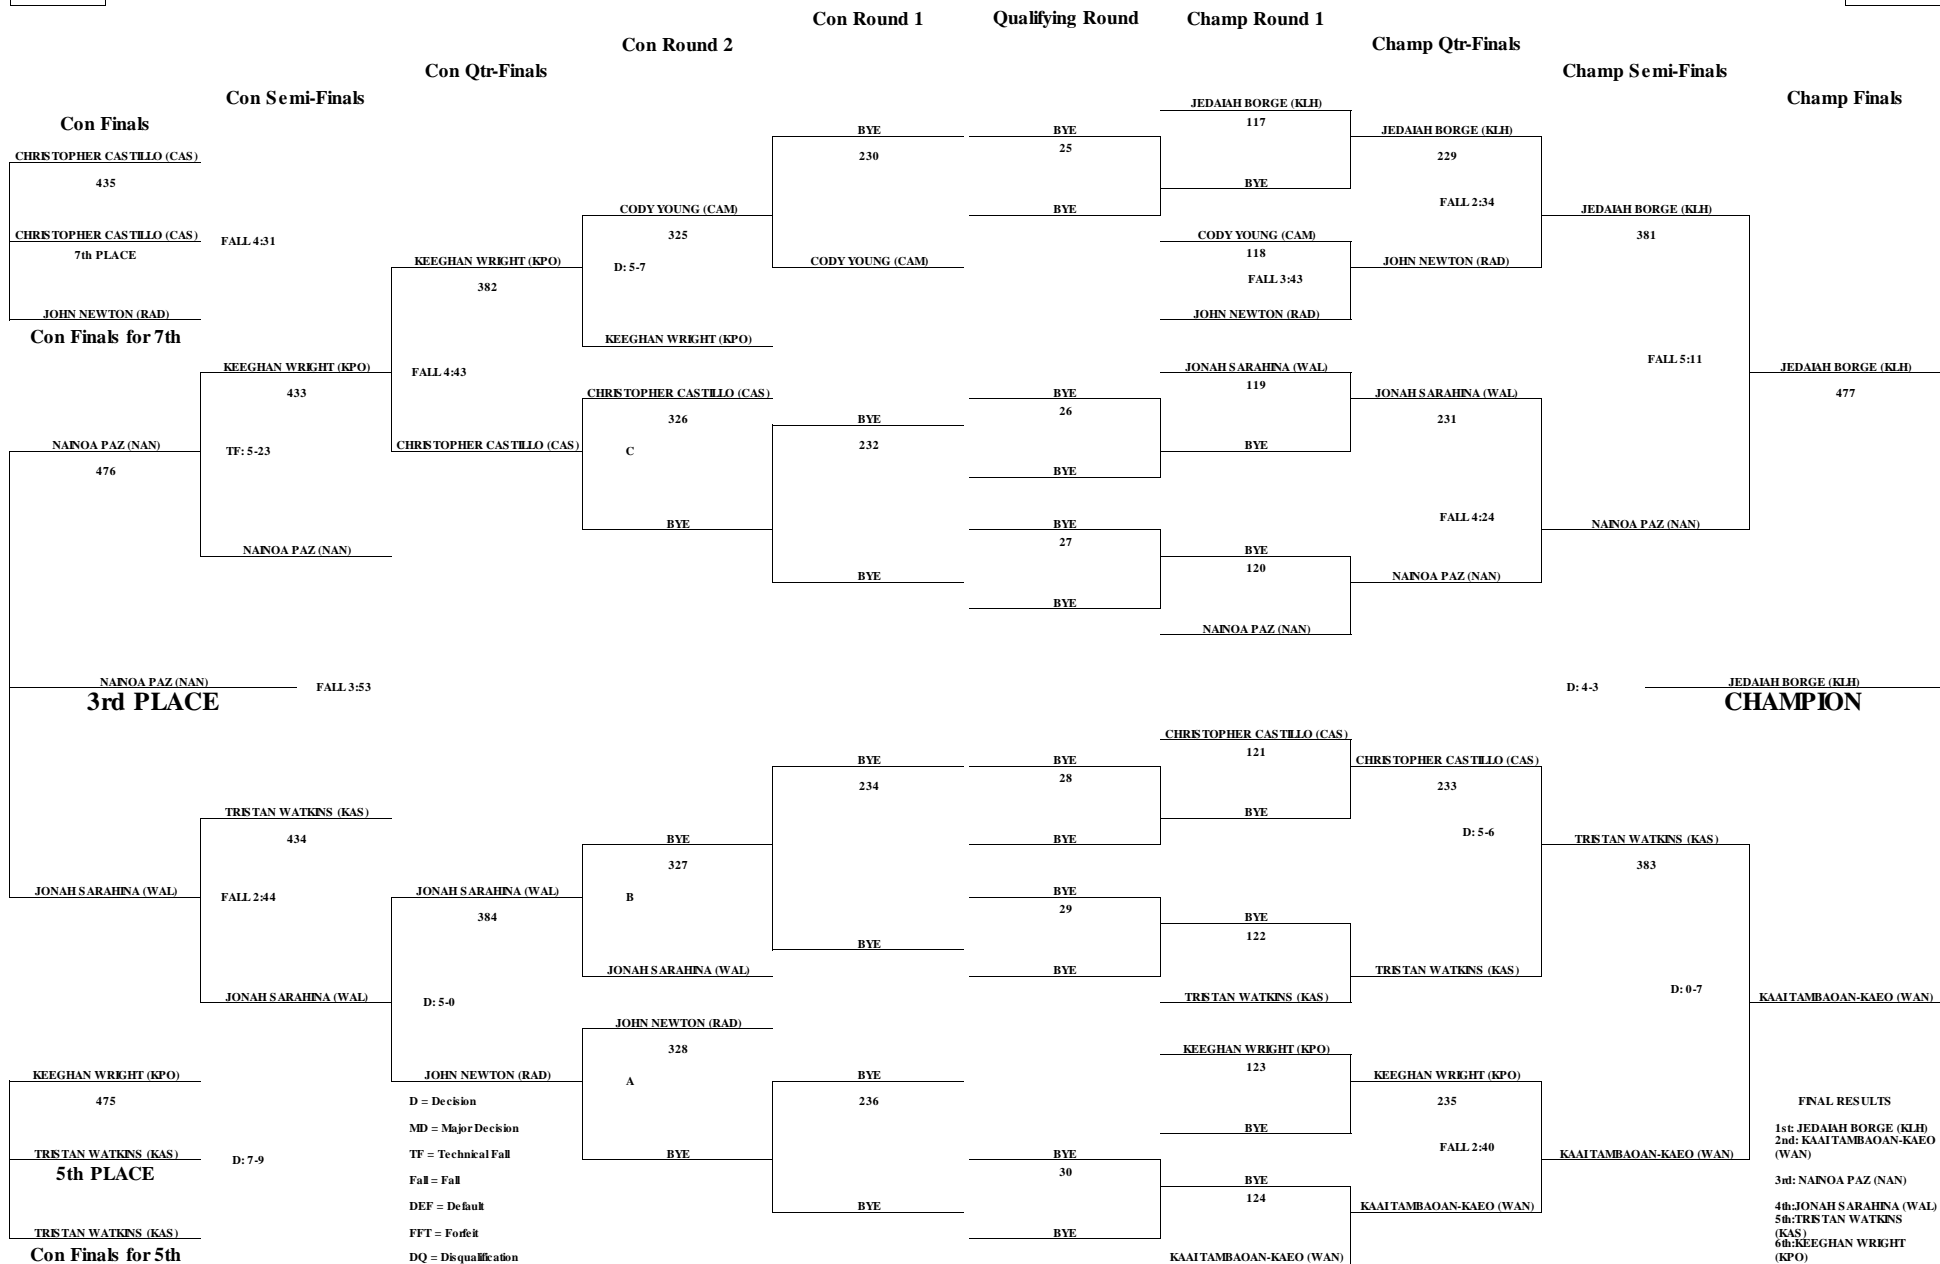 Con Round 1
Qualifying Round
Champ Round 1
Con Round 2
Champ Qtr-Finals
Con Qtr-Finals
Champ Semi-Finals
Con Semi-Finals
Champ Finals
Con Finals
CHRISTOPHER CASTILLO (CAS)
435
CHRISTOPHER CASTILLO (CAS)
7th PLACE
FALL 4:31
JOHN NEWTON (RAD)
Con Finals for 7th
NAINOA PAZ (NAN)
476
NAINOA PAZ (NAN)
3rd PLACE
FALL 3:53
JONAH SARAHINA (WAL)
KEEGHAN WRIGHT (KPO)
475
TRISTAN WATKINS (KAS)
5th PLACE
D: 7-9
TRISTAN WATKINS (KAS)
Con Finals for 5th
KEEGHAN WRIGHT (KPO)
433
TF: 5-23
NAINOA PAZ (NAN)
TRISTAN WATKINS (KAS)
434
FALL 2:44
JONAH SARAHINA (WAL)
KEEGHAN WRIGHT (KPO)
382
FALL 4:43
CHRISTOPHER CASTILLO (CAS)
JONAH SARAHINA (WAL)
384
D: 5-0
JOHN NEWTON (RAD)
D = Decision
MD = Major Decision
TF = Technical Fall
Fall = Fall
DEF = Default
FFT = Forfeit
DQ = Disqualification
CODY YOUNG (CAM)
325
D: 5-7
KEEGHAN WRIGHT (KPO)
CHRISTOPHER CASTILLO (CAS)
326
C
BYE
BYE
327
B
JONAH SARAHINA (WAL)
JOHN NEWTON (RAD)
328
A
BYE
BYE
230
CODY YOUNG (CAM)
BYE
232
BYE
BYE
234
BYE
BYE
236
BYE
BYE
25
BYE
BYE
26
BYE
BYE
27
BYE
BYE
28
BYE
BYE
29
BYE
BYE
30
BYE
JEDAIAH BORGE (KLH)
117
BYE
CODY YOUNG (CAM)
118
FALL 3:43
JOHN NEWTON (RAD)
JONAH SARAHINA (WAL)
119
BYE
BYE
120
NAINOA PAZ (NAN)
CHRISTOPHER CASTILLO (CAS)
121
BYE
BYE
122
TRISTAN WATKINS (KAS)
KEEGHAN WRIGHT (KPO)
123
BYE
BYE
124
KAAI TAMBAOAN-KAEO (WAN)
JEDAIAH BORGE (KLH)
229
FALL 2:34
JOHN NEWTON (RAD)
JONAH SARAHINA (WAL)
231
FALL 4:24
NAINOA PAZ (NAN)
CHRISTOPHER CASTILLO (CAS)
233
D: 5-6
TRISTAN WATKINS (KAS)
KEEGHAN WRIGHT (KPO)
235
FALL 2:40
KAAI TAMBAOAN-KAEO (WAN)
JEDAIAH BORGE (KLH)
381
FALL 5:11
NAINOA PAZ (NAN)
TRISTAN WATKINS (KAS)
383
D: 0-7
KAAI TAMBAOAN-KAEO (WAN)
JEDAIAH BORGE (KLH)
477
D: 4-3
JEDAIAH BORGE (KLH)
CHAMPION
KAAI TAMBAOAN-KAEO (WAN)
FINAL RESULTS
1st: JEDAIAH BORGE (KLH)
2nd: KAAI TAMBAOAN-KAEO
(WAN)
3rd: NAINOA PAZ (NAN)
4th:JONAH SARAHINA (WAL)
5th:TRISTAN WATKINS
(KAS)
6th:KEEGHAN WRIGHT
(KPO)